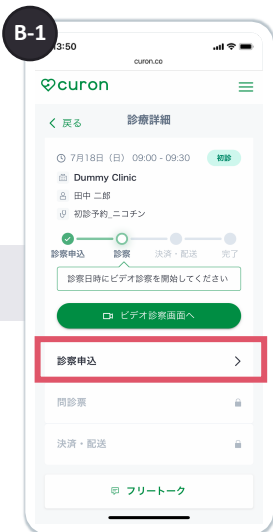 B-1
3:50
curon.co
curon
戻る
診療詳細
7月18日（日） 09:00 - 09:30
初診
Dummy Clinic
田中 二郎
初診予約_ニコチン
診察申込
診察
決済・配送
完了
診察日時にビデオ診察を開始してください
ビデオ診察画面へ
診察申込
問診票
決済・配送
フリートーク